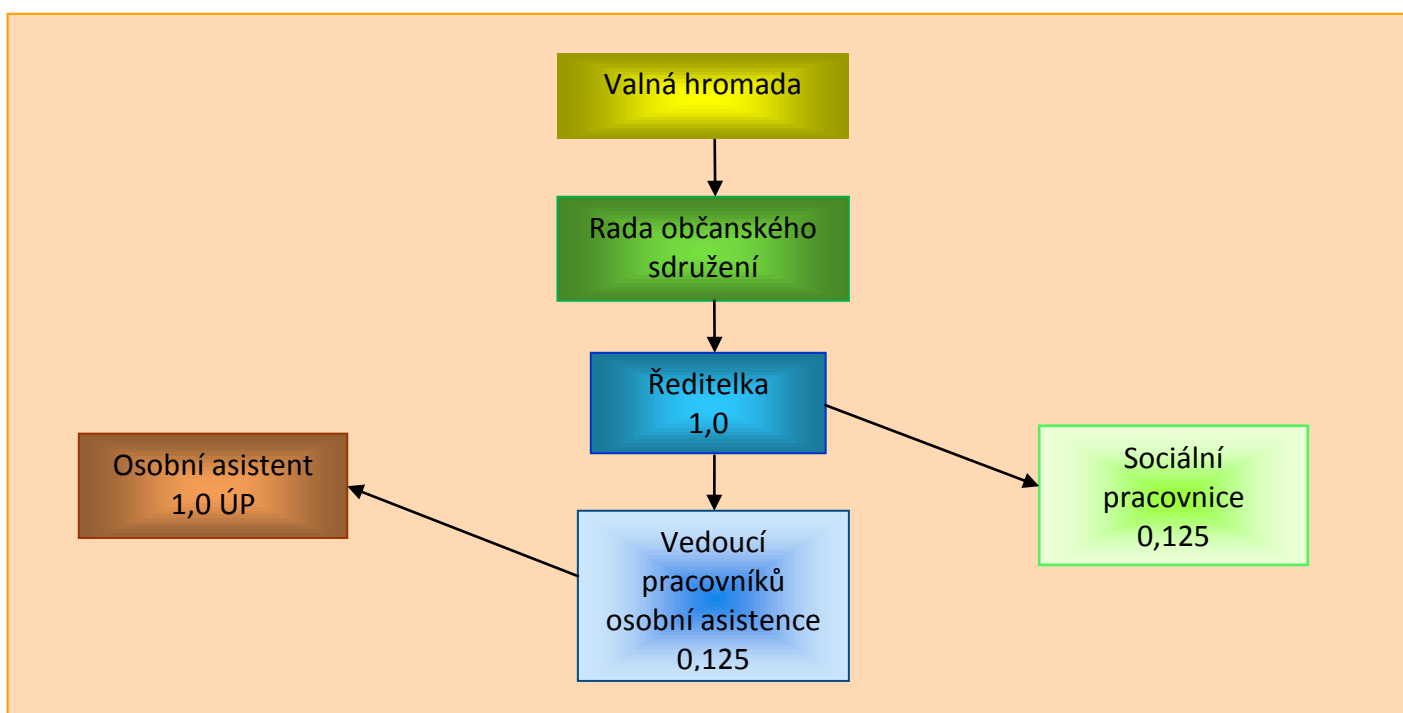 Valná hromada
Rada občanského
sdružení
Ředitelka
1,0
Osobní asistent
1,0 ÚP
Sociální
pracovnice
0,125
Vedoucí
pracovníků
osobní asistence
0,125